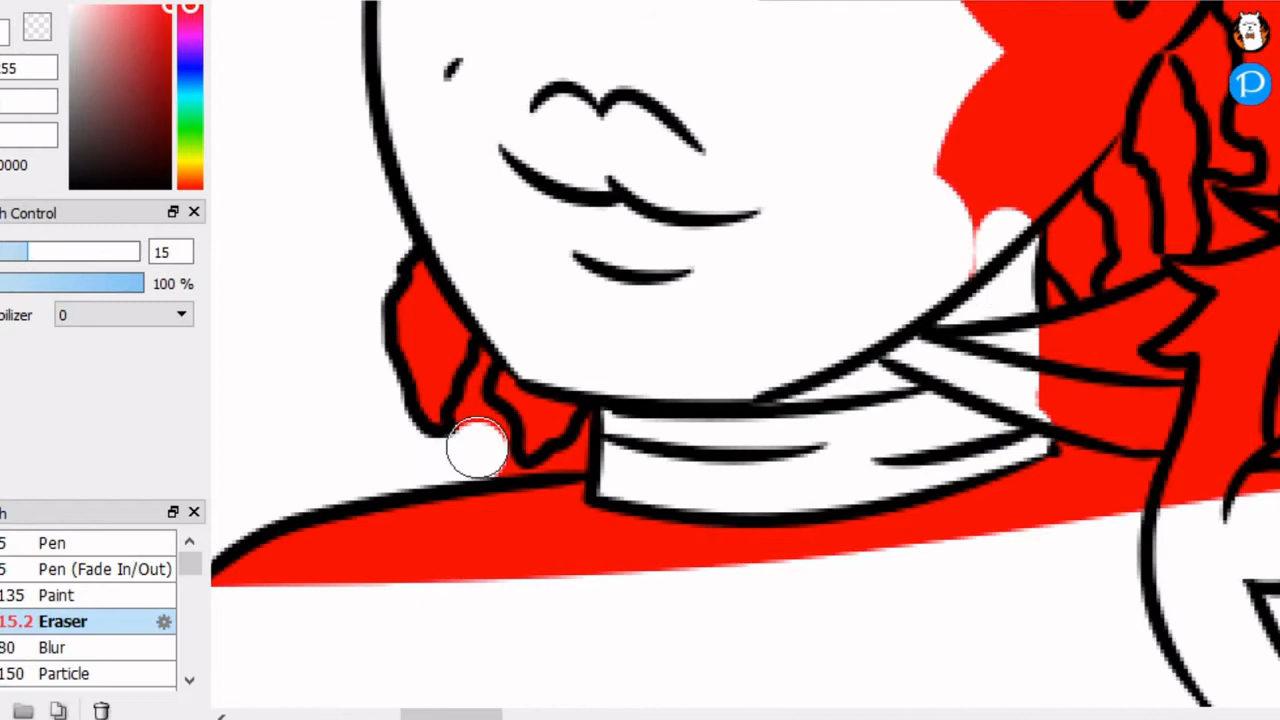 55
0000
h Control
15
100 %
bilizer 0
h
5 Pen
5 Pen (Fade In/Out)
135 Paint
15.2 Eraser
80 Blur
150 Particle
P